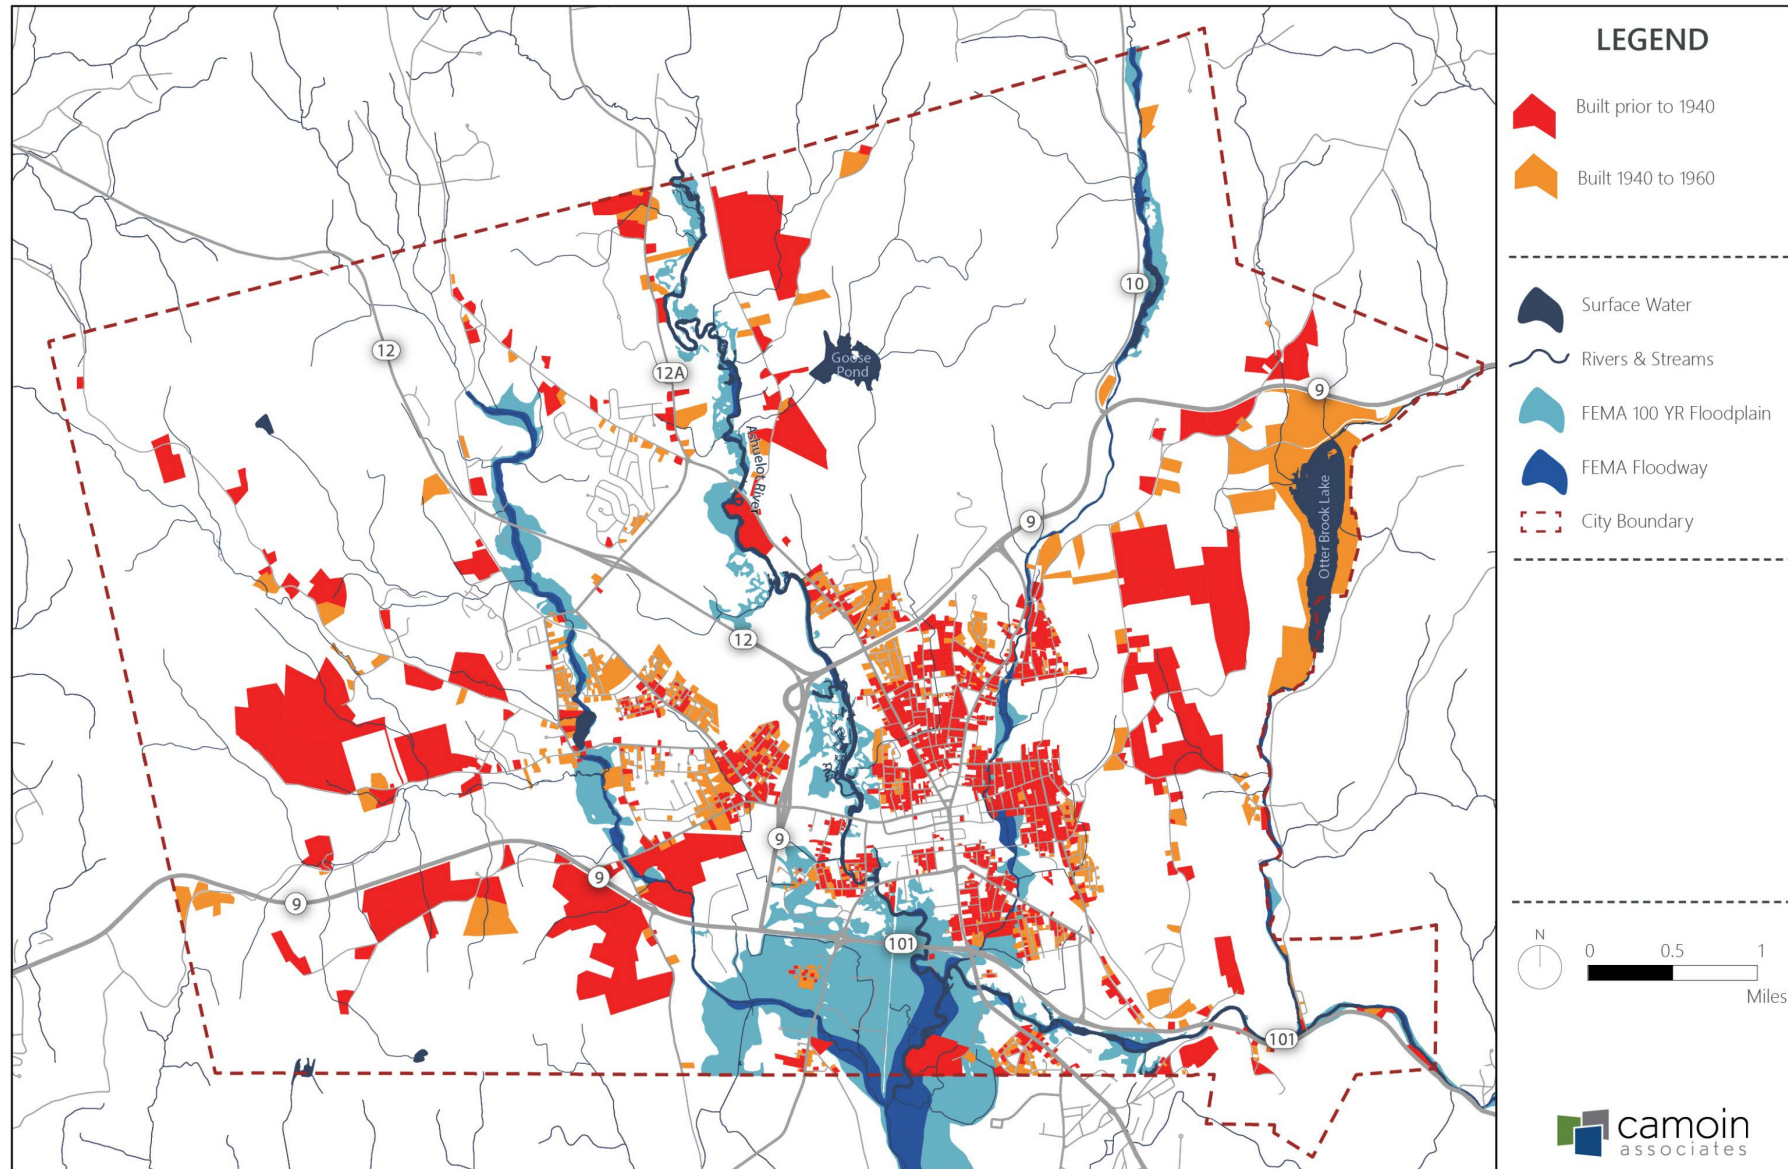 LEGEND
Built prior to 1940
Built 1940 to 1960
Surface Water
Rivers & Streams
FEMA 100 YR Floodplain
FEMA Floodway
City Boundary
N
0 0.5 1
Miles
camoin
associates
10
12
12A
Goose
Pond
9
Ashuelot River
9
Otter Brook Lake
12
9
9
9
101
101